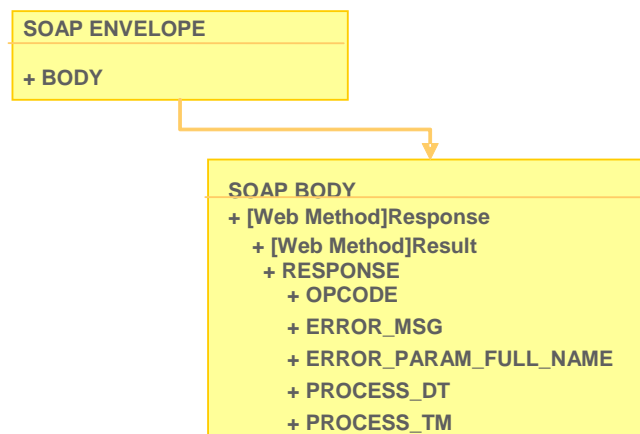 SOAP ENVELOPE
+ BODY
SOAP BODY
+ [Web Method]Response
+ [Web Method]Result
+ RESPONSE
+ OPCODE
+ ERROR_MSG
+ ERROR_PARAM_FULL_NAME
+ PROCESS_DT
+ PROCESS_TM